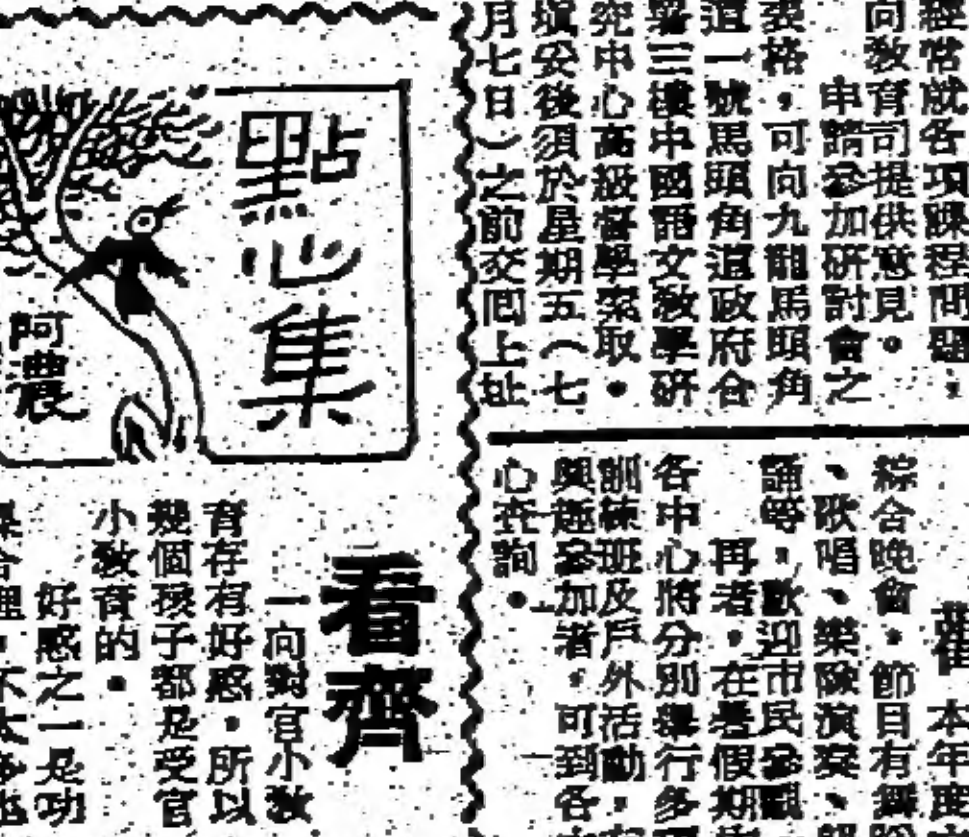 經常就各項課程問題，
向教育司提供意見。
申請參加研討會之
表格，可向九龍馬頭角
道一號馬頭角道政府合
署三樓中國語文教學研
究中心高級督學索取。
填妥後須於星期五（七
月七日）之前交回上址
本年度
綜合晚會，節目有
、歌唱、樂隊演奏、
誦等，歡迎市民參觀
再者，在暑假期
各中心將分別舉行多
訓練班及戶外活動，
興趣參加者，可到各
心查詢。
點心集
阿濃
看齊
一向對官小教
育存有好感，所以
幾個孩子都是受官
小教育的。
好感之一是功